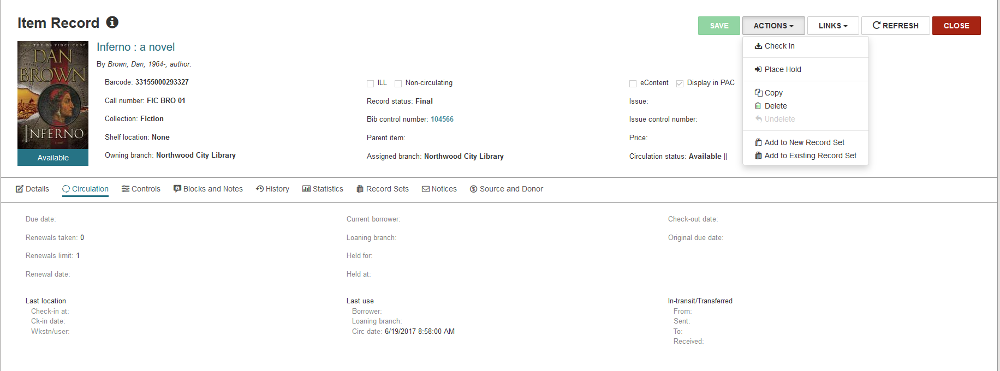 Item Record
SAVE
ACTIONS
LINKS
REFRESH
CLOSE
Check In
Place Hold
Copy
Delete
Undelete
Add to New Record Set
Add to Existing Record Set
THE DA VINCI CODE
DAN
BROWN
INFERNO
a novel
Available
Inferno : a novel
By Brown, Dan, 1964-, author.
Barcode: 33155000293327
Call number: FIC BRO 01
Collection: Fiction
Shelf location: None
Owning branch: Northwood City Library
ILL Non-circulating
Record status: Final
Bib control number: 104566
Parent item:
Assigned branch: Northwood City Library
eContent Display in PAC
Issue:
Issue control number:
Price:
Circulation status: Available ||
Details Circulation Controls Blocks and Notes History Statistics Record Sets Notices Source and Donor
Due date:
Renewals taken: 0
Renewals limit: 1
Renewal date:
Current borrower:
Loaning branch:
Held for:
Held at:
Check-out date:
Original due date:
Last location
Check-in at:
Ck-in date:
Wkstn/user:
Last use
Borrower:
Loaning branch:
Circ date: 6/19/2017 8:58:00 AM
In-transit/Transferred
From:
Sent:
To:
Received: